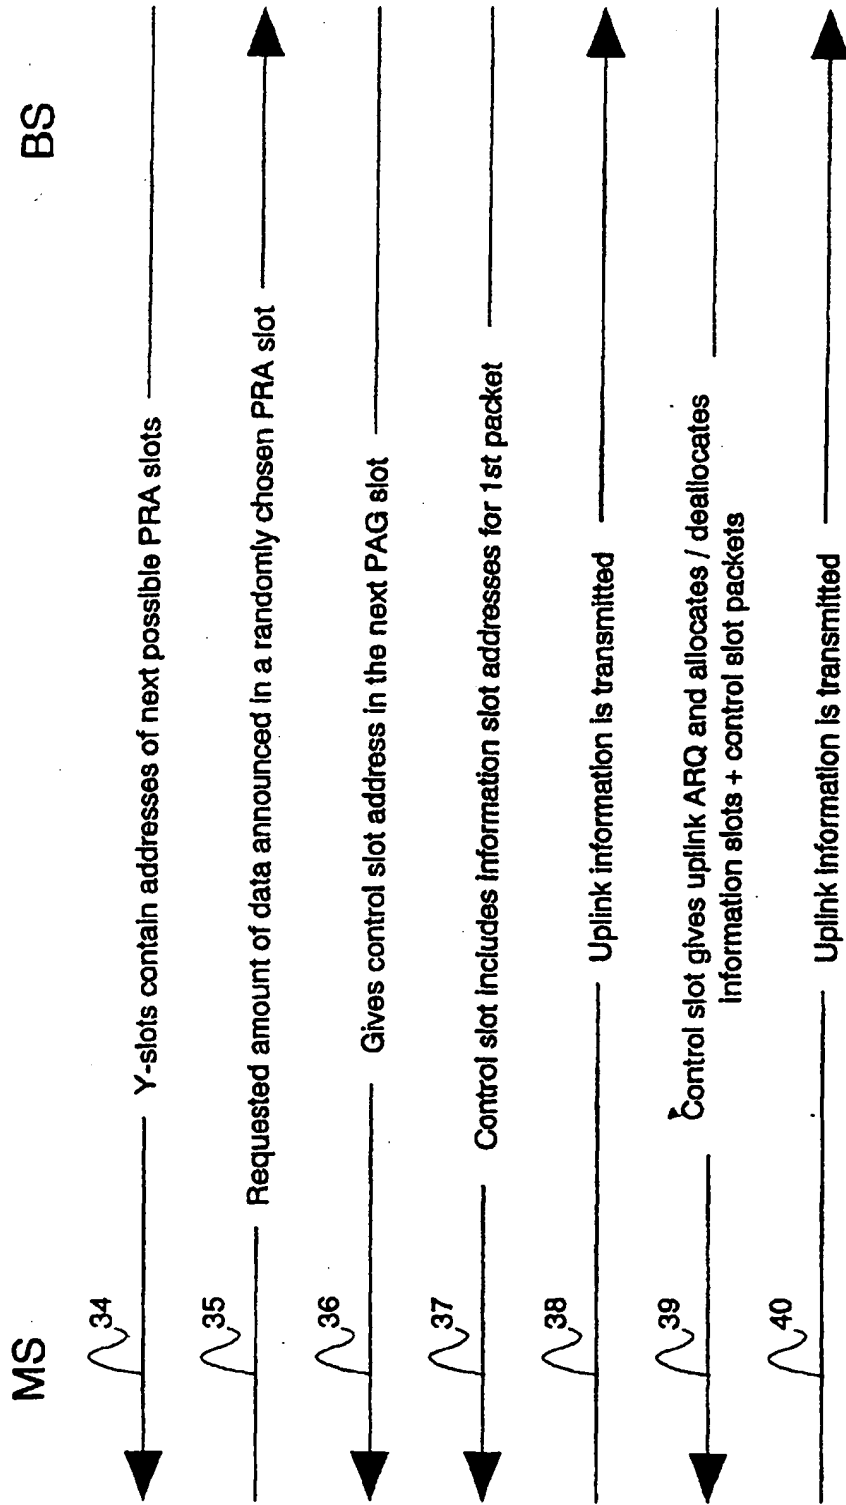 MS BS
34 Y-slots contain addresses of next possible PRA slots
35 Requested amount of data announced in a randomly chosen PRA slot
36 Gives control slot address in the next PAG slot
37 Control slot includes information slot addresses for 1st packet
38 Uplink information is transmitted
39 Control slot gives uplink ARQ and allocates / deallocates
information slots + control slot packets
40 Uplink information is transmitted